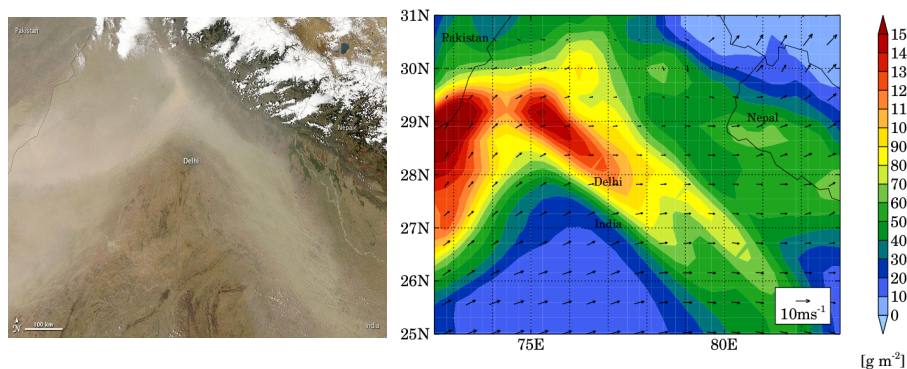 Pakistan
Nepal
Delhi
India
N
100 km
31N
30N
29N
28N
27N
26N
25N
75E
80E
Pakistan
Nepal
Delhi
India
10ms-1
15
14
13
12
11
10
90
80
70
60
50
40
30
20
10
0
[g m-2]